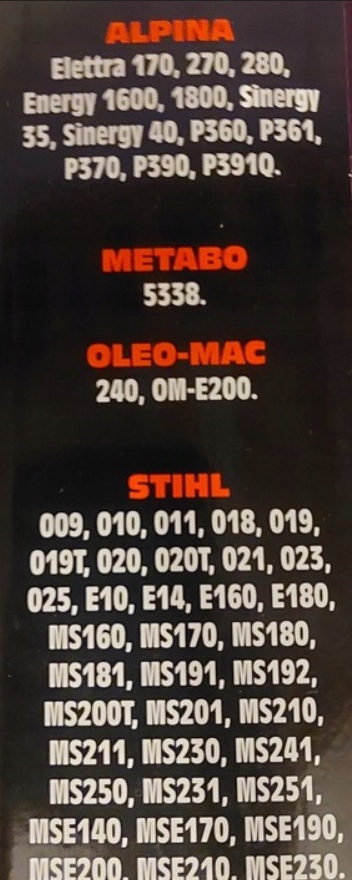 ALPINA
Elettra 170, 270, 280,
Energy 1600, 1800, Sinergy
35, Sinergy 40, P360, P361,
P370, P390, P391Q.
METABO
5338.
OLEO-MAC
240, OM-E200.
STIHL
009, 010, 011, 018, 019,
019T, 020, 020T, 021, 023,
025, E10, E14, E160, E180,
MS160, MS170, MS180,
MS181, MS191, MS192,
MS200T, MS201, MS210,
MS211, MS230, MS241,
MS250, MS231, MS251,
MSE140, MSE170, MSE190,
MSE200, MSE210, MSE230.